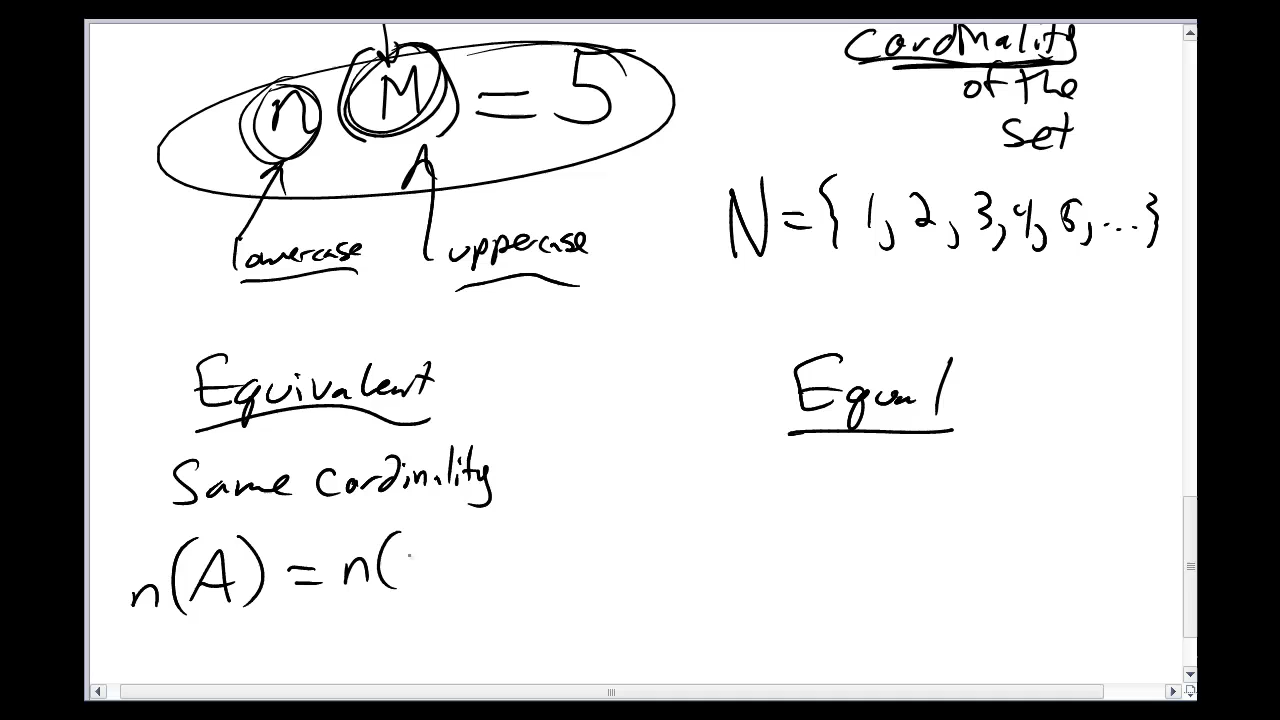 n(M) = 5
A
lowercase
uppercase
Cardinality
of the
set
N = { 1, 2, 3, 4, 5, ... }
Equivalent
Same cardinality
n(A) = n(
Equal